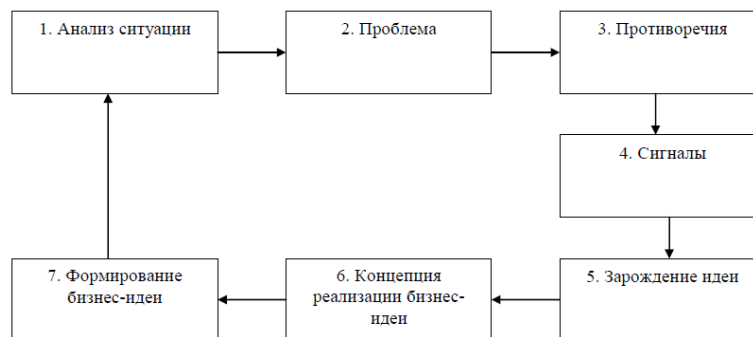 1. Анализ ситуации
2. Проблема
3. Противоречия
4. Сигналы
5. Зарождение идеи
6. Концепция
реализации бизнес-
идеи
7. Формирование
бизнес-идеи